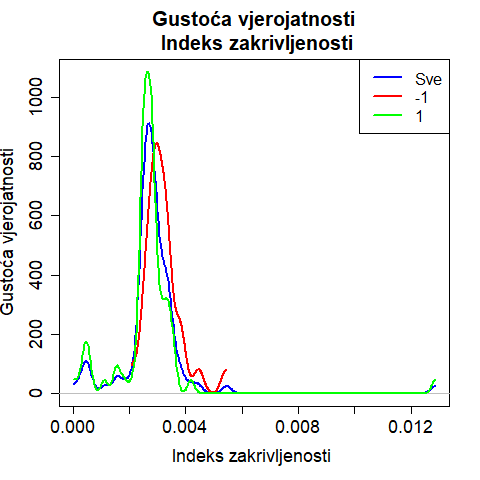 Gustoća vjerojatnosti
Indeks zakrivljenosti
Sve
-1
1
Gustoća vjerojatnosti
0
200
400
600
800
1000
0.000
0.004
0.008
0.012
Indeks zakrivljenosti